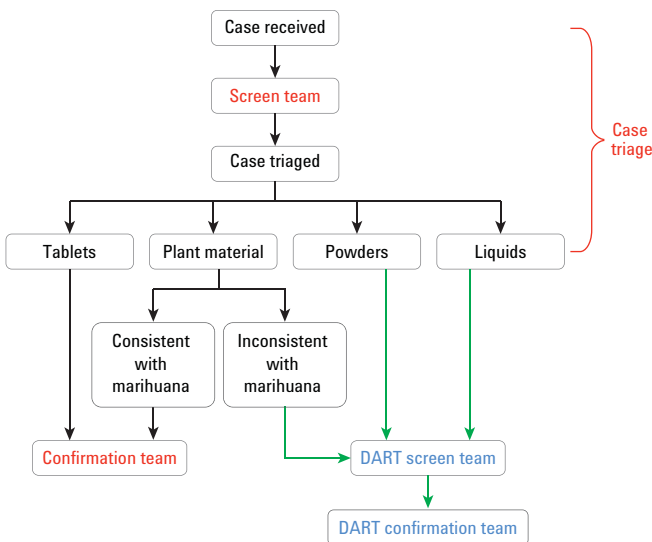 Case received
Screen team
Case triaged
Case
triage
Tablets
Plant material
Powders
Liquids
Consistent
with
marihuana
Inconsistent
with
marihuana
Confirmation team
DART screen team
DART confirmation team